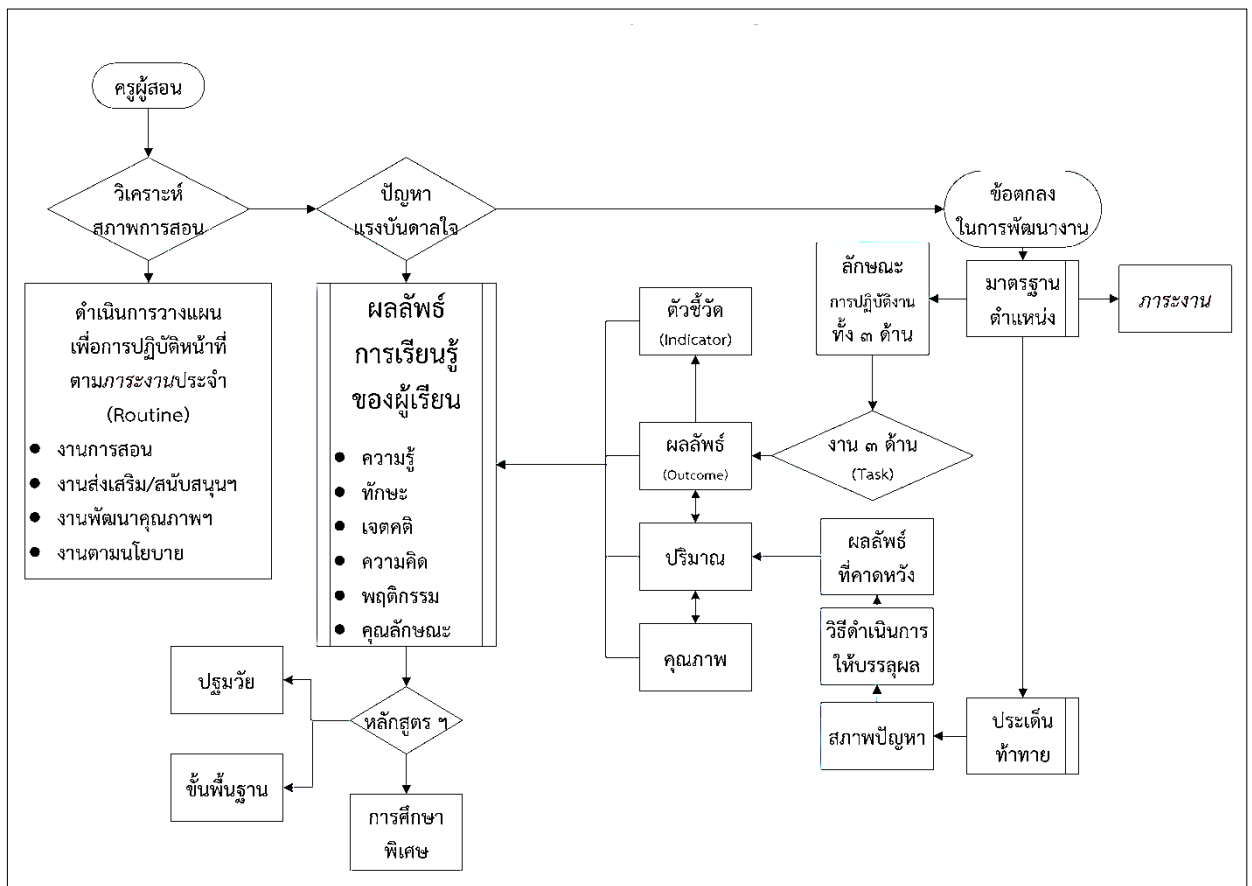 ครูผู้สอน
วิเคราะห์
สภาพการสอน
ปัญหา
แรงบันดาลใจ
ข้อตกลง
ในการพัฒนางาน
ดำเนินการวางแผน
เพื่อการปฏิบัติหน้าที่
ตามภาระงานประจำ
(Routine)
● งานการสอน
● งานส่งเสริม/สนับสนุนฯ
● งานพัฒนาคุณภาพฯ
● งานตามนโยบาย
ผลลัพธ์
การเรียนรู้
ของผู้เรียน
● ความรู้
● ทักษะ
● เจตคติ
● ความคิด
● พฤติกรรม
● คุณลักษณะ
ตัวชี้วัด
(Indicator)
ลักษณะ
การปฏิบัติงาน
ทั้ง ๓ ด้าน
มาตรฐาน
ตำแหน่ง
ภาระงาน
ผลลัพธ์
(Outcome)
งาน ๓ ด้าน
(Task)
ปริมาณ
ผลลัพธ์
ที่คาดหวัง
คุณภาพ
วิธีดำเนินการ
ให้บรรลุผล
สภาพปัญหา
ประเด็น
ท้าทาย
ปฐมวัย
หลักสูตร ฯ
ขั้นพื้นฐาน
การศึกษา
พิเศษ